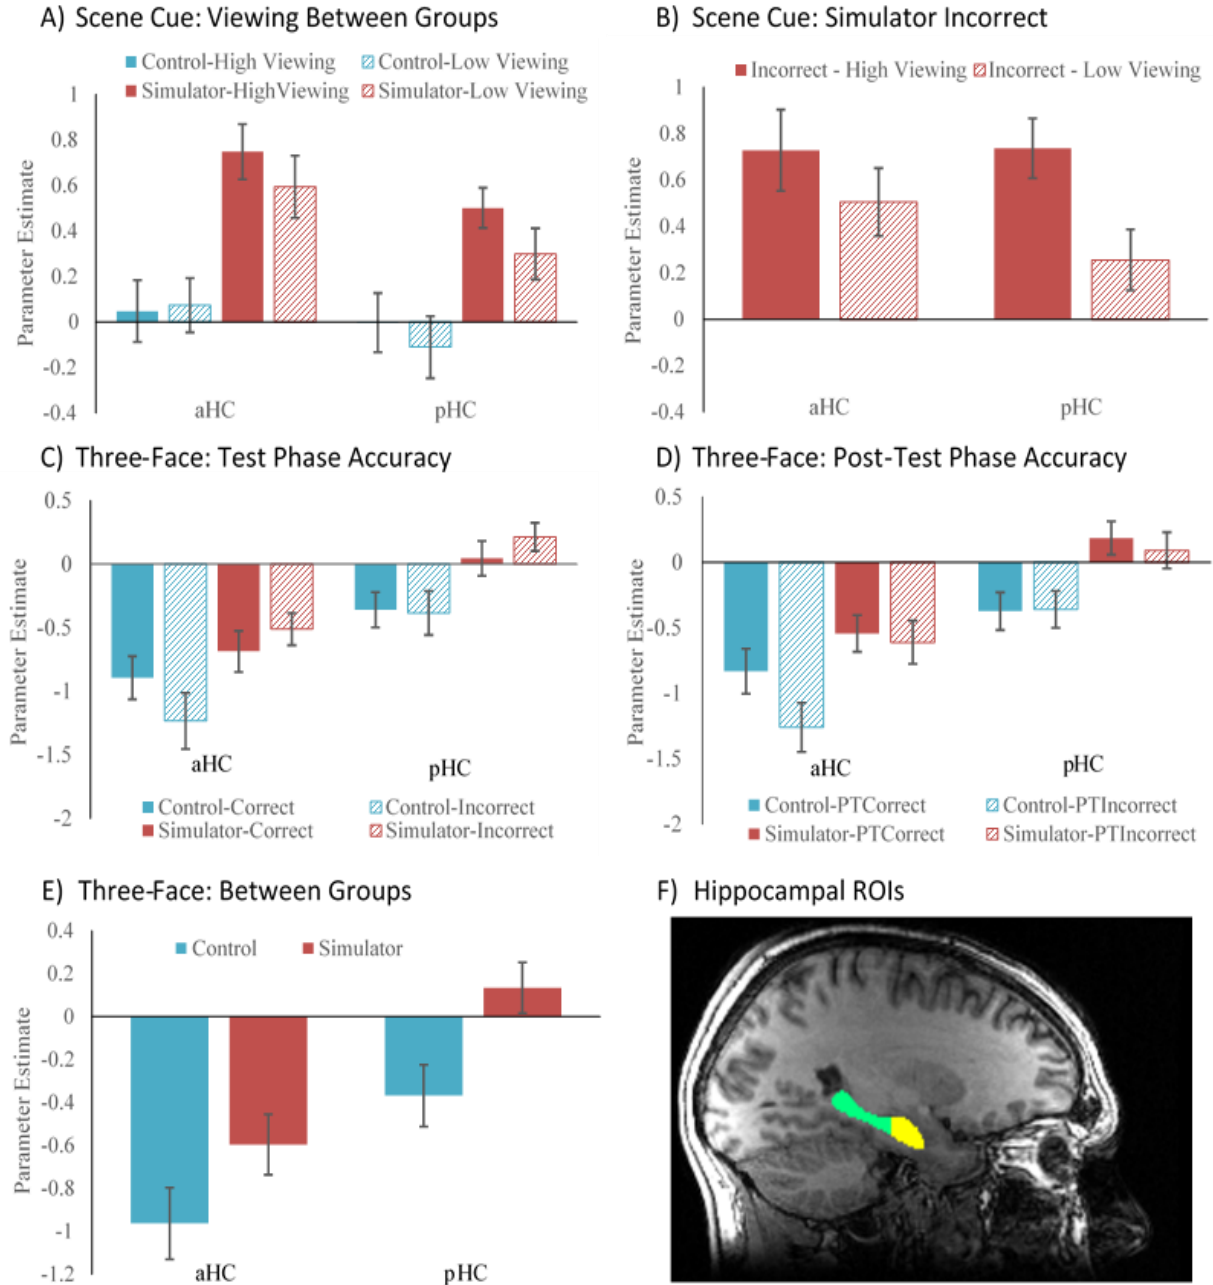 A) Scene Cue: Viewing Between Groups
Control-High Viewing Control-Low Viewing
Simulator-HighViewing Simulator-Low Viewing
1
0.8
0.6
0.4
0.2
0
-0.2
-0.4
Parameter Estimate
aHC pHC
B) Scene Cue: Simulator Incorrect
Incorrect - High Viewing Incorrect - Low Viewing
1
0.8
0.6
0.4
0.2
0
-0.2
-0.4
Parameter Estimate
aHC pHC
C) Three-Face: Test Phase Accuracy
0.5
0
-0.5
-1
-1.5
-2
Parameter Estimate
aHC pHC
Control-Correct Control-Incorrect
Simulator-Correct Simulator-Incorrect
D) Three-Face: Post-Test Phase Accuracy
0.5
0
-0.5
-1
-1.5
-2
Parameter Estimate
aHC pHC
Control-PTCorrect Control-PTIncorrect
Simulator-PTCorrect Simulator-PTIncorrect
E) Three-Face: Between Groups
Control Simulator
0.4
0.2
0
-0.2
-0.4
-0.6
-0.8
-1
-1.2
Parameter Estimate
aHC pHC
F) Hippocampal ROIs